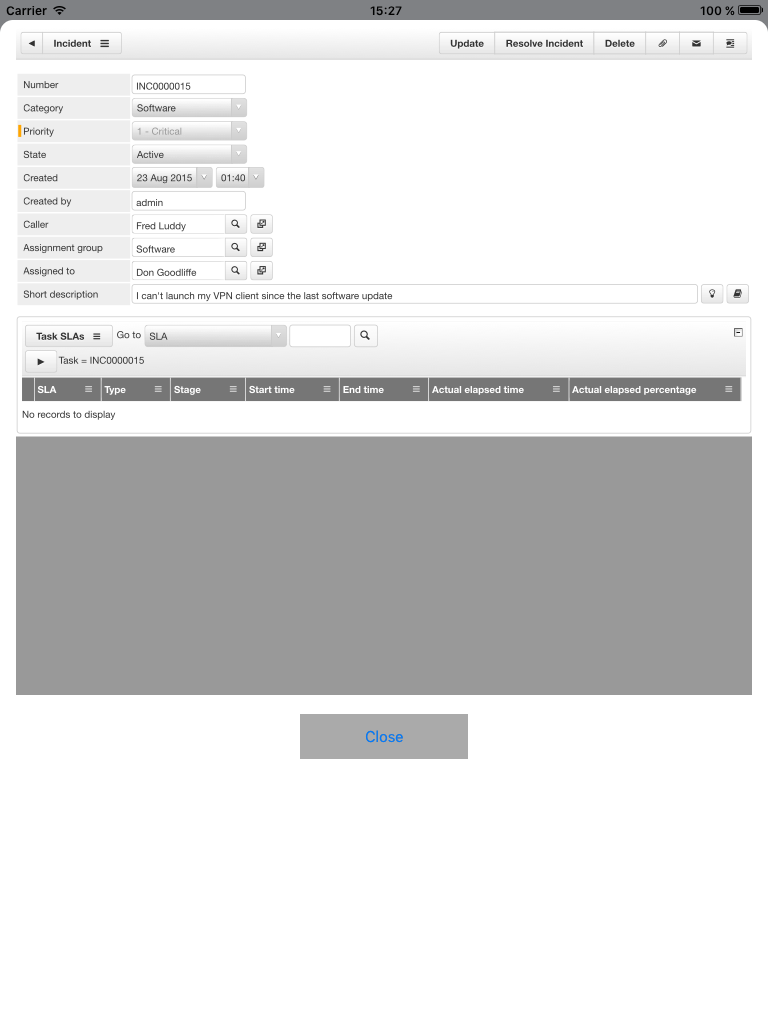 Carrier 15:27 100 %
Incident Update Resolve Incident Delete
Number INC0000015
Category Software
Priority 1 - Critical
State Active
Created 23 Aug 2015 01:40
Created by admin
Caller Fred Luddy
Assignment group Software
Assigned to Don Goodliffe
Short description I can't launch my VPN client since the last software update
Task SLAs Go to SLA
Task = INC0000015
SLA Type Stage Start time End time Actual elapsed time Actual elapsed percentage
No records to display
Close